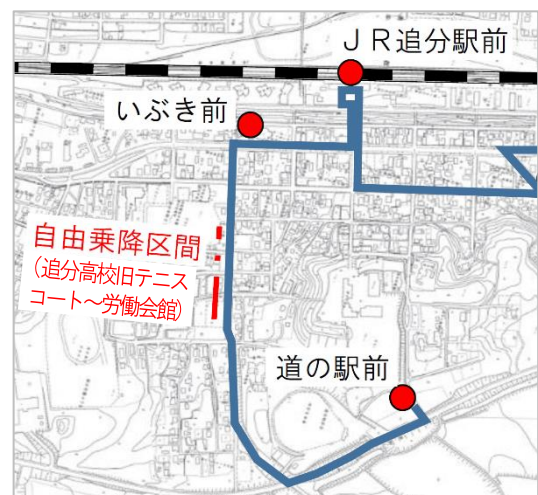 ＪＲ追分駅前
いぶき前
自由乗降区間
（追分高校旧テニス
コート～労働会館）
道の駅前